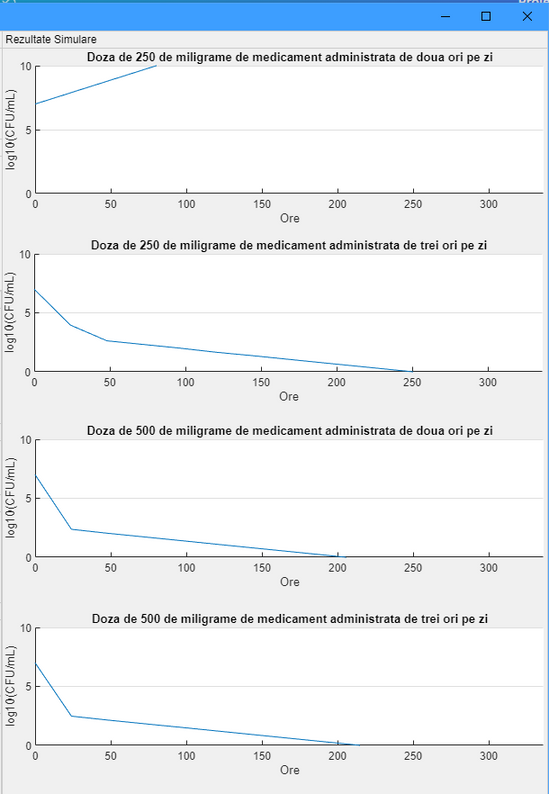 Rezultate Simulare
Doza de 250 de miligrame de medicament administrata de doua ori pe zi
10
5
0
log10(CFU/mL)
0 50 100 150 200 250 300
Ore
Doza de 250 de miligrame de medicament administrata de trei ori pe zi
10
5
0
log10(CFU/mL)
0 50 100 150 200 250 300
Ore
Doza de 500 de miligrame de medicament administrata de doua ori pe zi
10
5
0
log10(CFU/mL)
0 50 100 150 200 250 300
Ore
Doza de 500 de miligrame de medicament administrata de trei ori pe zi
10
5
0
log10(CFU/mL)
0 50 100 150 200 250 300
Ore